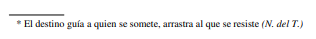 * El destino guía a quien se somete, arrastra al que se resiste (N. del T.)